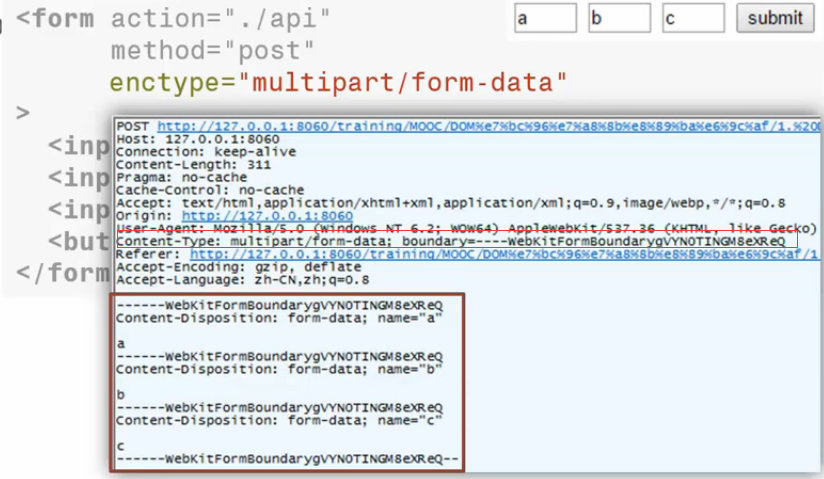 <form action="./api"
a b c submit
method="post"
enctype="multipart/form-data"
>
<inp
<inp
<inp
<but
</form
POST http://127.0.0.1:8060/training/MOOC/DOM%e7%bc%96%e7%a8%8b%e8%89%ba%e6%9c%af/1.%20D
Host: 127.0.0.1:8060
Connection: keep-alive
Content-Length: 311
Pragma: no-cache
Cache-Control: no-cache
Accept: text/html,application/xhtml+xml,application/xml;q=0.9,image/webp,*/*;q=0.8
Origin: http://127.0.0.1:8060
User-Agent: Mozilla/5.0 (Windows NT 6.2; WOW64) AppleWebKit/537.36 (KHTML, like Gecko)
Content-Type: multipart/form-data; boundary=----WebKitFormBoundarygVYN0TINGM8eXReQ
Referer: http://127.0.0.1:8060/training/MOOC/DOM%e7%bc%96%e7%a8%8b%e8%89%ba%e6%9c%af/1
Accept-Encoding: gzip, deflate
Accept-Language: zh-CN,zh;q=0.8
------WebKitFormBoundarygVYN0TINGM8eXReQ
Content-Disposition: form-data; name="a"
a
------WebKitFormBoundarygVYN0TINGM8eXReQ
Content-Disposition: form-data; name="b"
b
------WebKitFormBoundarygVYN0TINGM8eXReQ
Content-Disposition: form-data; name="c"
c
------WebKitFormBoundarygVYN0TINGM8eXReQ--